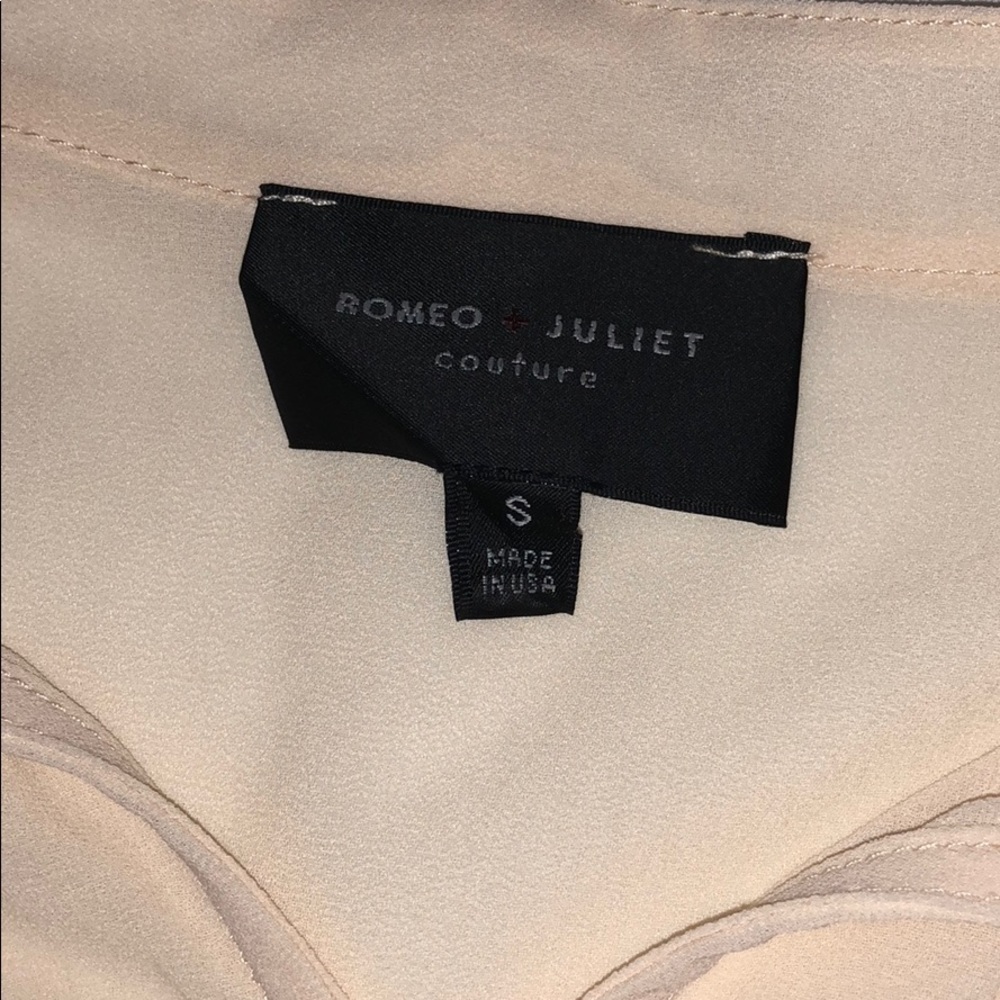 ROMEO + JULIET
couture
S
MADE
IN USA